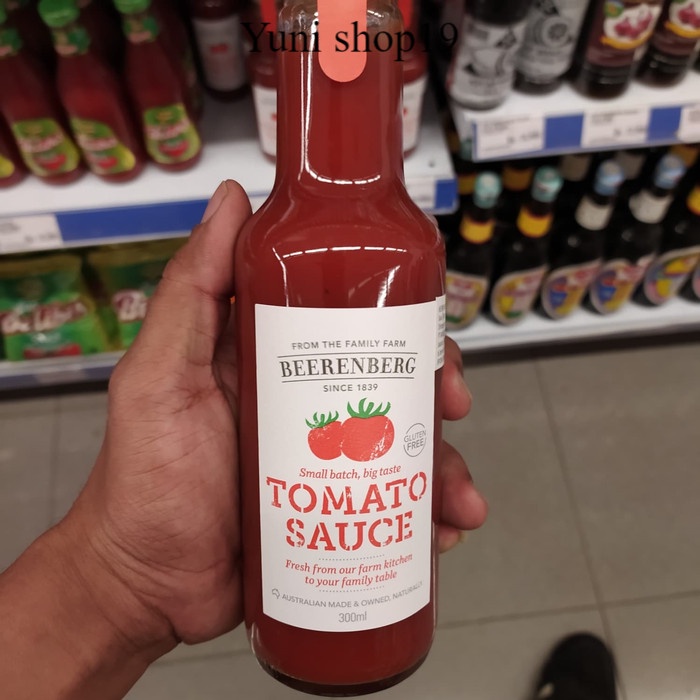 Yuni shop19
FROM THE FAMILY FARM
BEERENBERG
SINCE 1839
GLUTEN
FREE
Small batch, big taste
TOMATO
SAUCE
Fresh from our farm kitchen
to your family table
AUSTRALIAN MADE & OWNED, NATURALLY
300ml